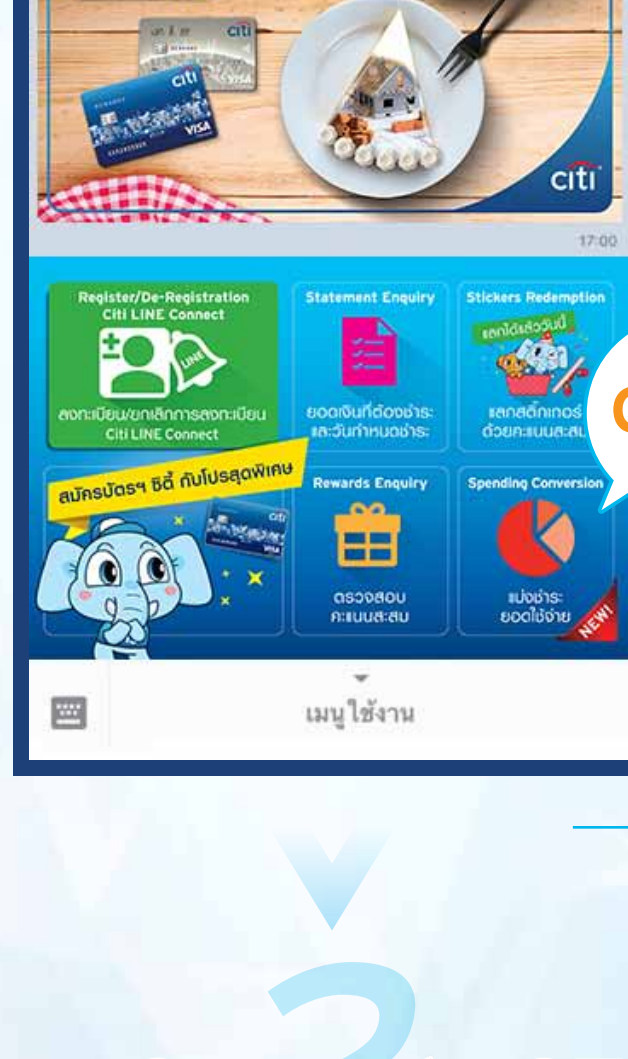 citi
citi
VISA
VISA
citi
17:00
Register/De-Registration
Citi LINE Connect
LINE
ลงทะเบียน/ยกเลิกการลงทะเบียน
Citi LINE Connect
Statement Enquiry
ยอดเงินที่ต้องชำระ
และวันกำหนดชำระ
Stickers Redemption
แลกได้แล้ววันนี้
แลกสติ๊กเกอร์
ด้วยคะแนนสะสม
สมัครบัตรฯ ซิตี้ กับโปรสุดพิเศษ
citi
VISA
Rewards Enquiry
ตรวจสอบ
คะแนนสะสม
Spending Conversion
แบ่งชำระ
ยอดใช้จ่าย
NEW!
เมนูใช้งาน